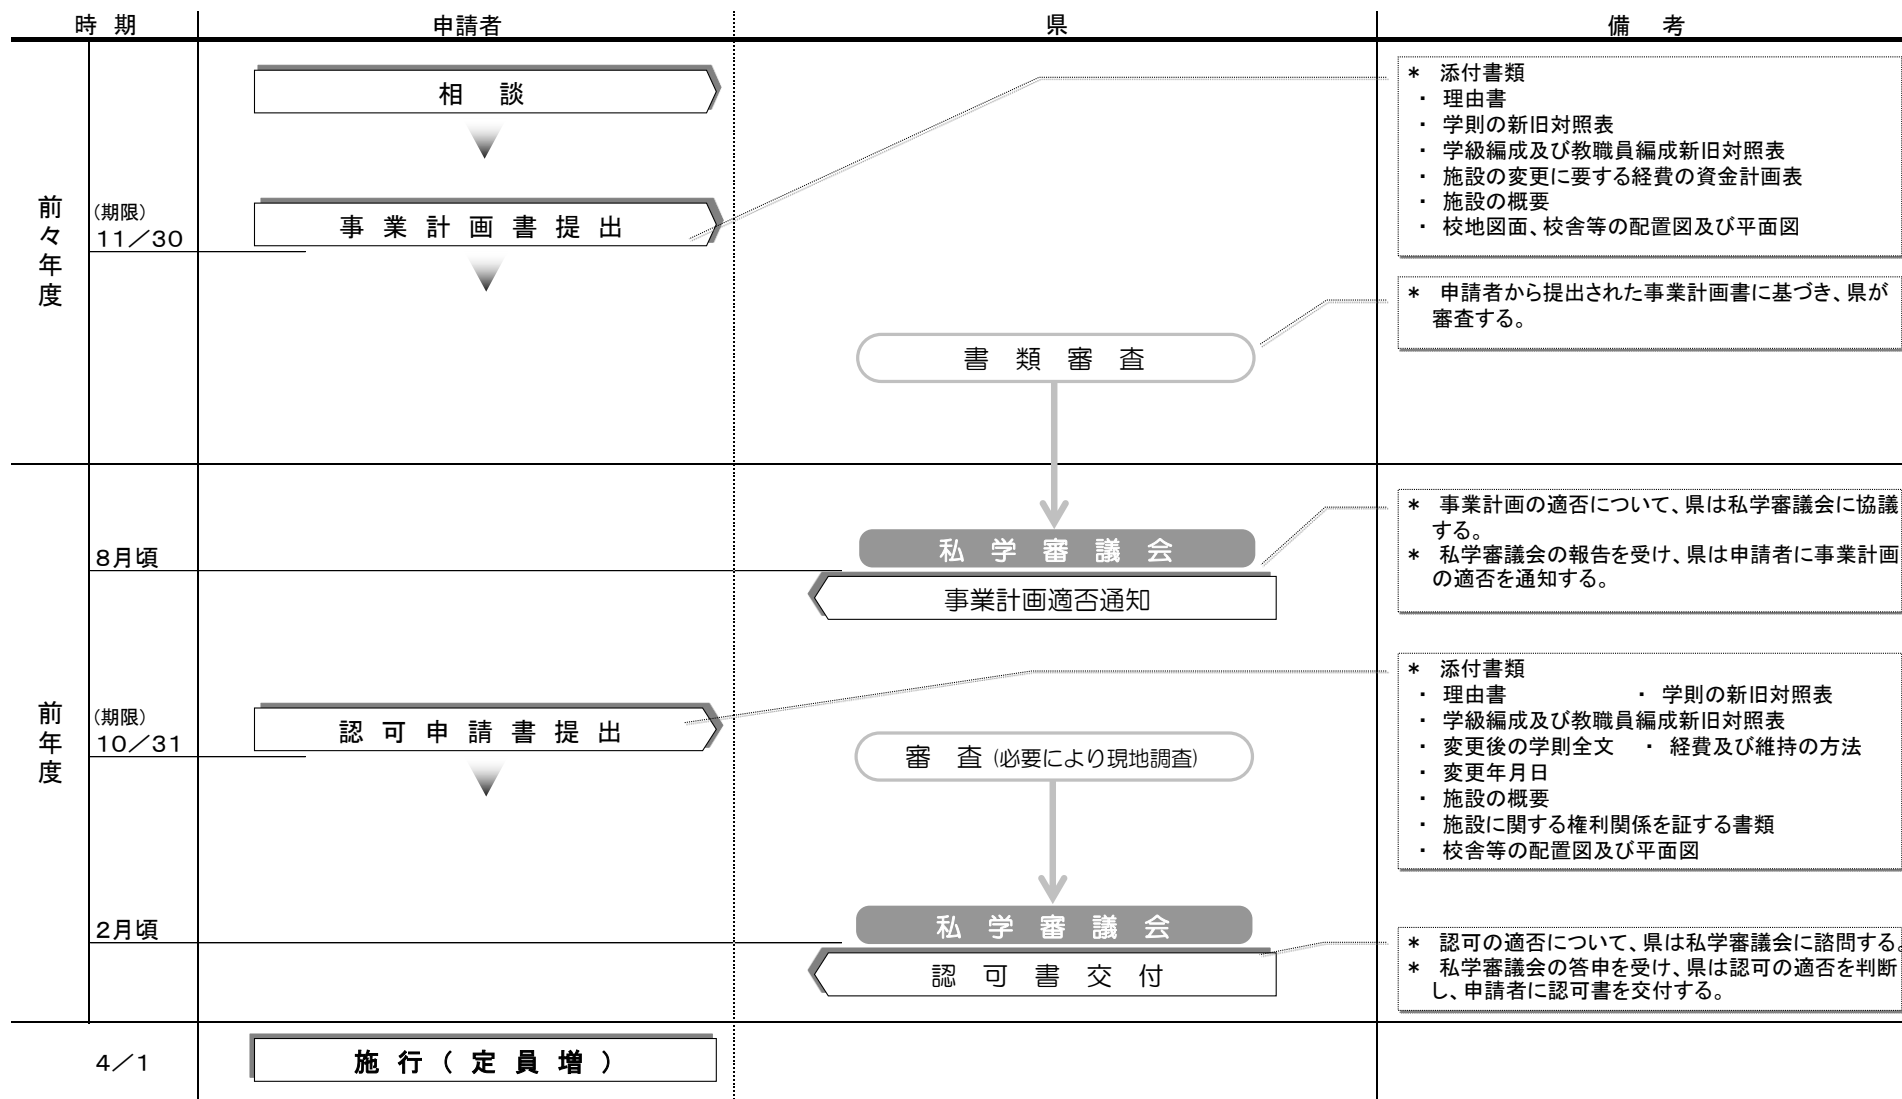 時 期
申請者
県
備 考
前々年度
相 談
(期限)
11／30
事 業 計 画 書 提 出
＊ 添付書類
・ 理由書
・ 学則の新旧対照表
・ 学級編成及び教職員編成新旧対照表
・ 施設の変更に要する経費の資金計画表
・ 施設の概要
・ 校地図面、校舎等の配置図及び平面図
書 類 審 査
＊ 申請者から提出された事業計画書に基づき、県が
審査する。
前年度
8月頃
私 学 審 議 会
事業計画適否通知
＊ 事業計画の適否について、県は私学審議会に協議
する。
＊ 私学審議会の報告を受け、県は申請者に事業計画
の適否を通知する。
(期限)
10／31
認 可 申 請 書 提 出
審 査 (必要により現地調査)
＊ 添付書類
・ 理由書 ・ 学則の新旧対照表
・ 学級編成及び教職員編成新旧対照表
・ 変更後の学則全文 ・ 経費及び維持の方法
・ 変更年月日
・ 施設の概要
・ 施設に関する権利関係を証する書類
・ 校舎等の配置図及び平面図
2月頃
私 学 審 議 会
認 可 書 交 付
＊ 認可の適否について、県は私学審議会に諮問する。
＊ 私学審議会の答申を受け、県は認可の適否を判断
し、申請者に認可書を交付する。
4／1
施 行 ( 定 員 増 )